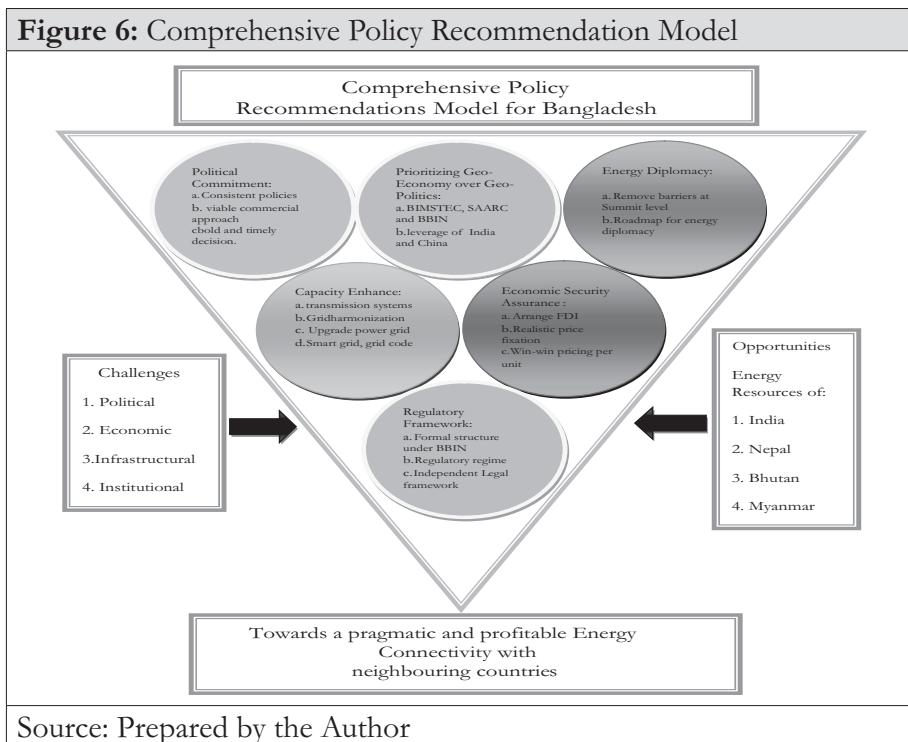 Figure 6: Comprehensive Policy Recommendation Model
Comprehensive Policy
Recommendations Model for Bangladesh
Political
Commitment:
a. Consistent policies
b. viable commercial
approach
cbold and timely
decision.
Prioritizing Geo-
Economy over Geo-
Politics:
a. BIMSTEC, SAARC
and BBIN
b.leverage of India
and China
Energy Diplomacy:
a. Remove barriers at
Summit level
b. Roadmap for energy
diplomacy
Capacity Enhance:
a. transmission systems
b.Gridharmonization
c. Upgrade power grid
d.Smart grid, grid code
Economic Security
Assurance :
a. Arrange FDI
b.Realistic price
fixation
c.Win-win pricing per
unit
Regulatory
Framework:
a. Formal structure
under BBIN
b.Regulatory regime
c.Independent Legal
framework
Challenges
1. Political
2. Economic
3.Infrastructural
4. Institutional
Opportunities
Energy
Resources of:
1. India
2. Nepal
3. Bhutan
4. Myanmar
Towards a pragmatic and profitable Energy
Connectivity with
neighbouring countries
Source: Prepared by the Author